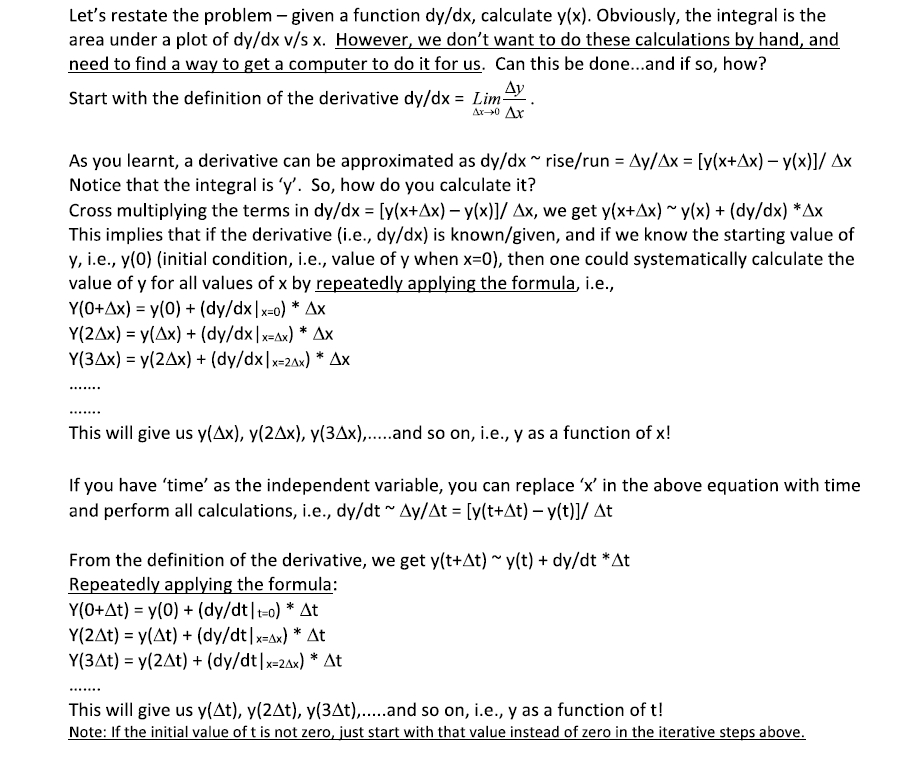 Let's restate the problem – given a function dy/dx, calculate y(x). Obviously, the integral is the
area under a plot of dy/dx v/s x. However, we don't want to do these calculations by hand, and
need to find a way to get a computer to do it for us. Can this be done...and if so, how?
Start with the definition of the derivative dy/dx = Lim Δx→0 Δy/Δx .
As you learnt, a derivative can be approximated as dy/dx ~ rise/run = Δy/Δx = [y(x+Δx) – y(x)]/ Δx
Notice that the integral is 'y'. So, how do you calculate it?
Cross multiplying the terms in dy/dx = [y(x+Δx) – y(x)]/ Δx, we get y(x+Δx) ~ y(x) + (dy/dx) *Δx
This implies that if the derivative (i.e., dy/dx) is known/given, and if we know the starting value of
y, i.e., y(0) (initial condition, i.e., value of y when x=0), then one could systematically calculate the
value of y for all values of x by repeatedly applying the formula, i.e.,
Y(0+Δx) = y(0) + (dy/dx|x=0) * Δx
Y(2Δx) = y(Δx) + (dy/dx|x=Δx) * Δx
Y(3Δx) = y(2Δx) + (dy/dx|x=2Δx) * Δx
.......
.......
This will give us y(Δx), y(2Δx), y(3Δx),.....and so on, i.e., y as a function of x!
If you have 'time' as the independent variable, you can replace 'x' in the above equation with time
and perform all calculations, i.e., dy/dt ~ Δy/Δt = [y(t+Δt) – y(t)]/ Δt
From the definition of the derivative, we get y(t+Δt) ~ y(t) + dy/dt *Δt
Repeatedly applying the formula:
Y(0+Δt) = y(0) + (dy/dt|t=0) * Δt
Y(2Δt) = y(Δt) + (dy/dt|x=Δx) * Δt
Y(3Δt) = y(2Δt) + (dy/dt|x=2Δx) * Δt
.......
This will give us y(Δt), y(2Δt), y(3Δt),.....and so on, i.e., y as a function of t!
Note: If the initial value of t is not zero, just start with that value instead of zero in the iterative steps above.